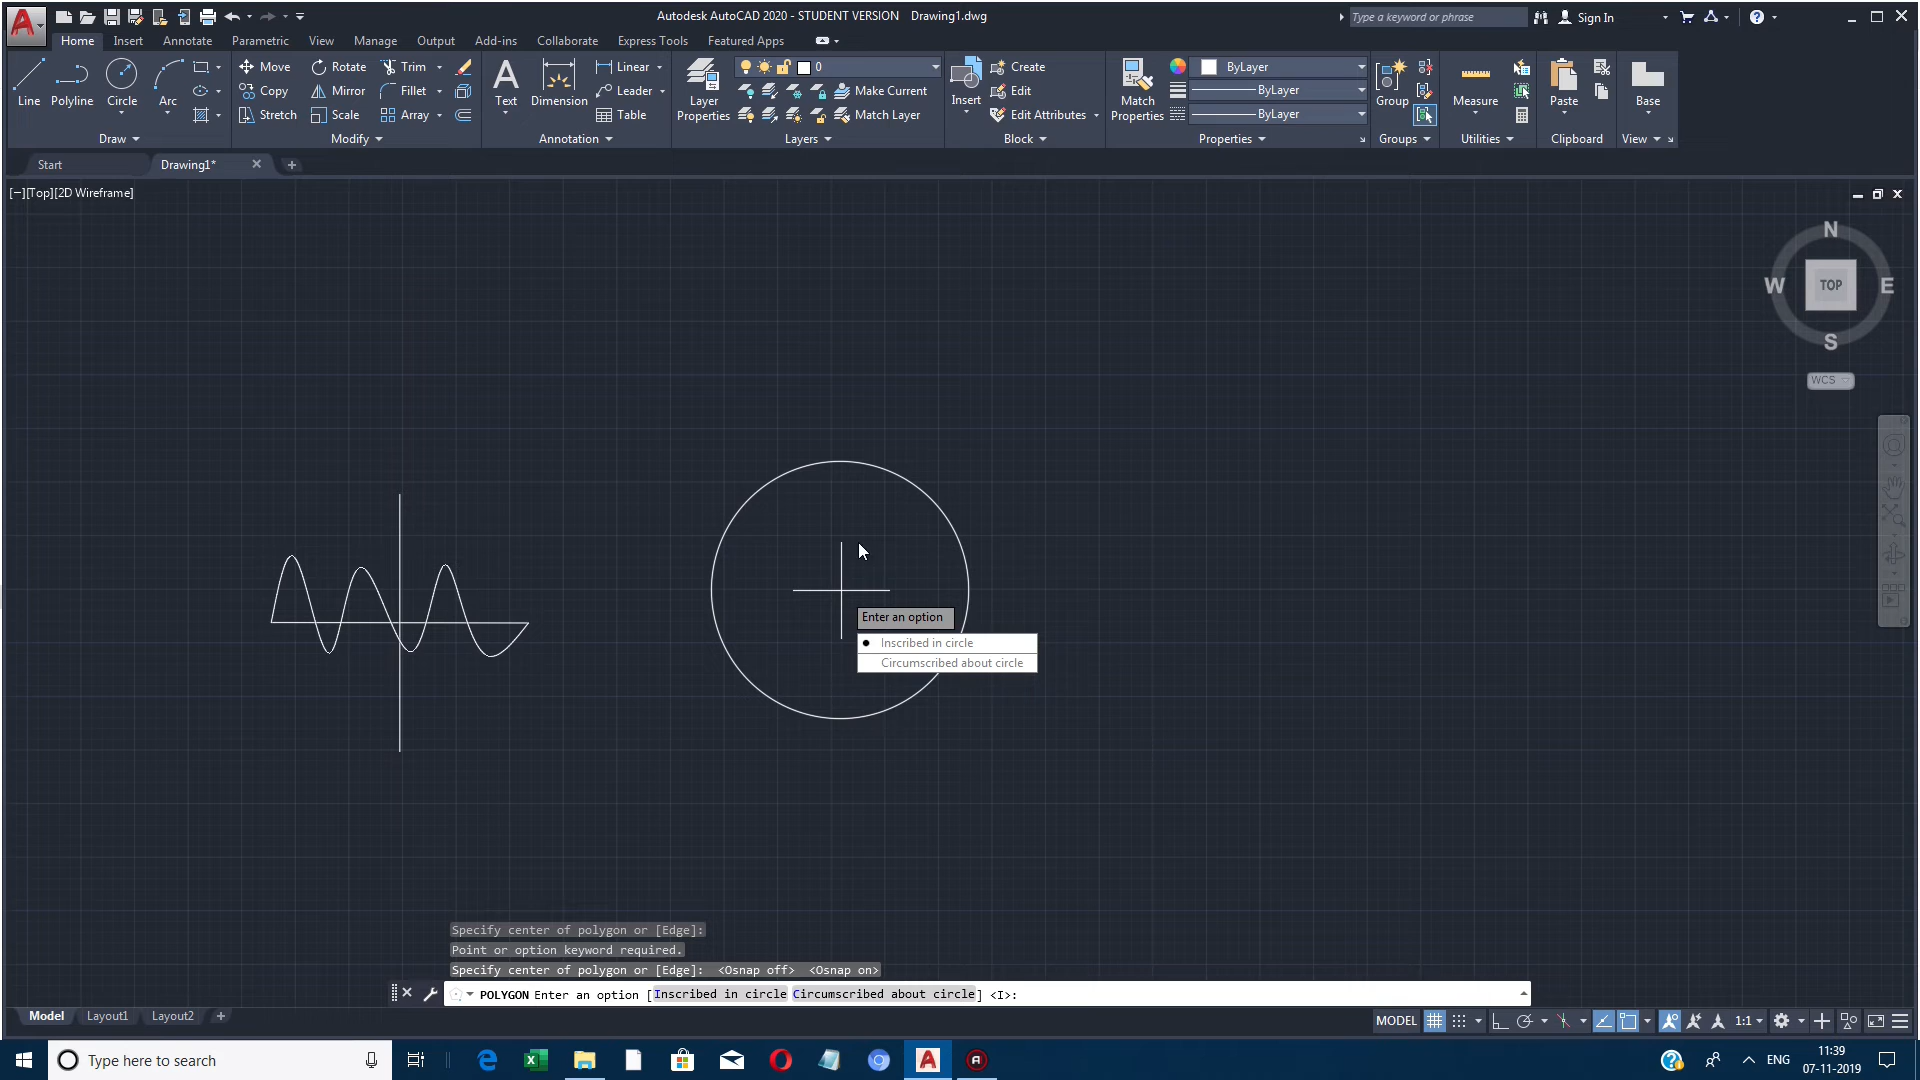 Autodesk AutoCAD 2020 - STUDENT VERSION Drawing1.dwg
Type a keyword or phrase
Sign In
Home Insert Annotate Parametric View Manage Output Add-ins Collaborate Express Tools Featured Apps
Line Polyline Circle Arc
Move Rotate Trim
Copy Mirror Fillet
Stretch Scale Array
Text Dimension
Linear
Leader
Table
Layer Properties
0
Make Current
Match Layer
Insert
Create
Edit
Edit Attributes
Match Properties
ByLayer
ByLayer
ByLayer
Group
Measure
Paste
Base
Draw Modify Annotation Layers Block Properties Groups Utilities Clipboard View
Start Drawing1*
[−][Top][2D Wireframe]
N
W TOP E
S
WCS
Enter an option
Inscribed in circle
Circumscribed about circle
Specify center of polygon or [Edge]:
Point or option keyword required.
Specify center of polygon or [Edge]: <Osnap off> <Osnap on>
POLYGON Enter an option [Inscribed in circle Circumscribed about circle] <I>:
Model Layout1 Layout2
MODEL 1:1
Type here to search
ENG
11:39
07-11-2019